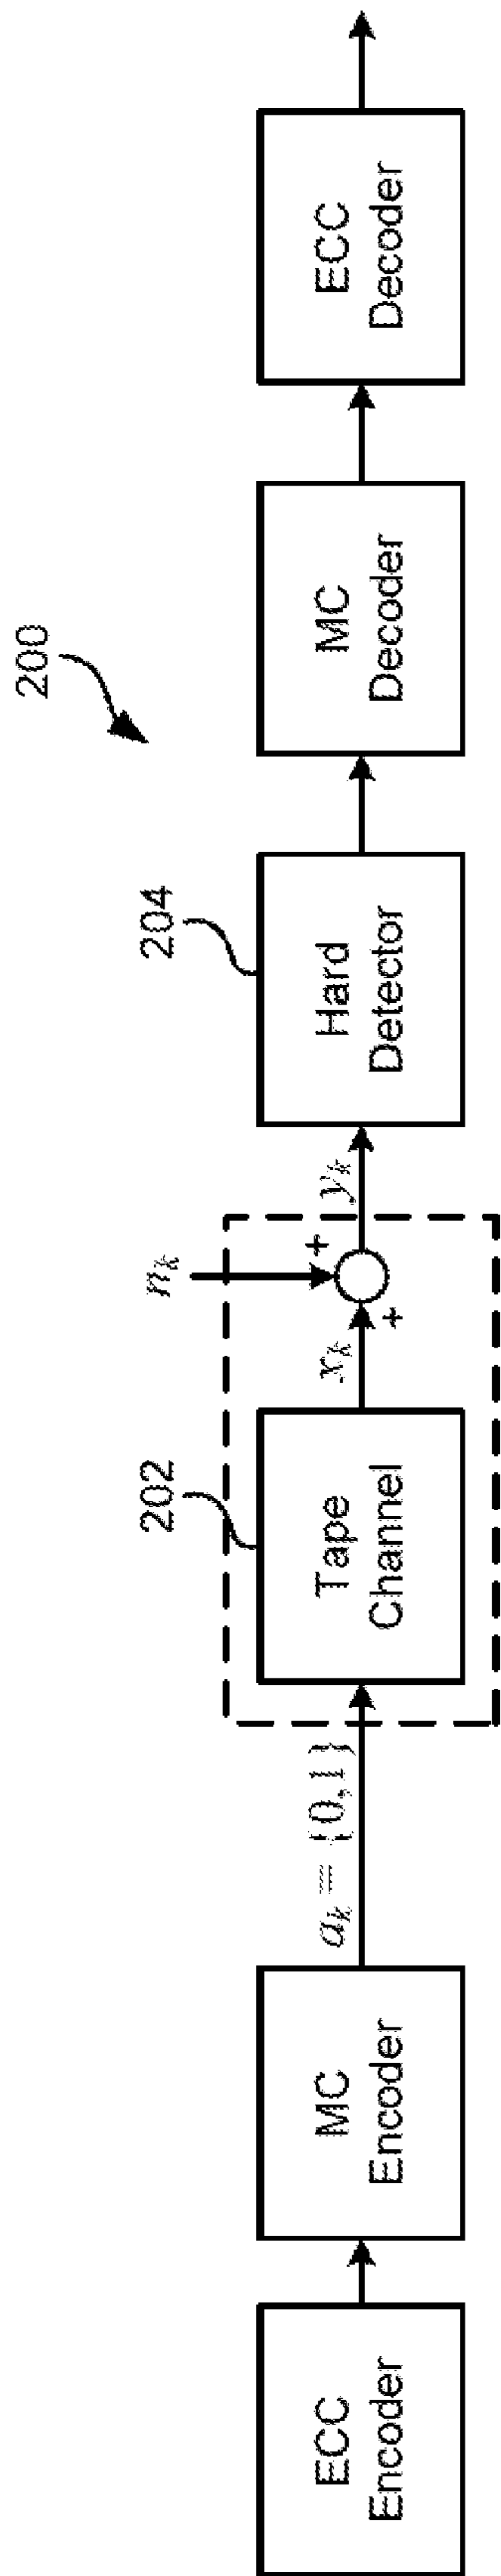 200
ECC
Encoder
MC
Encoder
a_k = {0,1}
202
Tape
Channel
x_k
+
n_k
+
y_k
204
Hard
Detector
MC
Decoder
ECC
Decoder